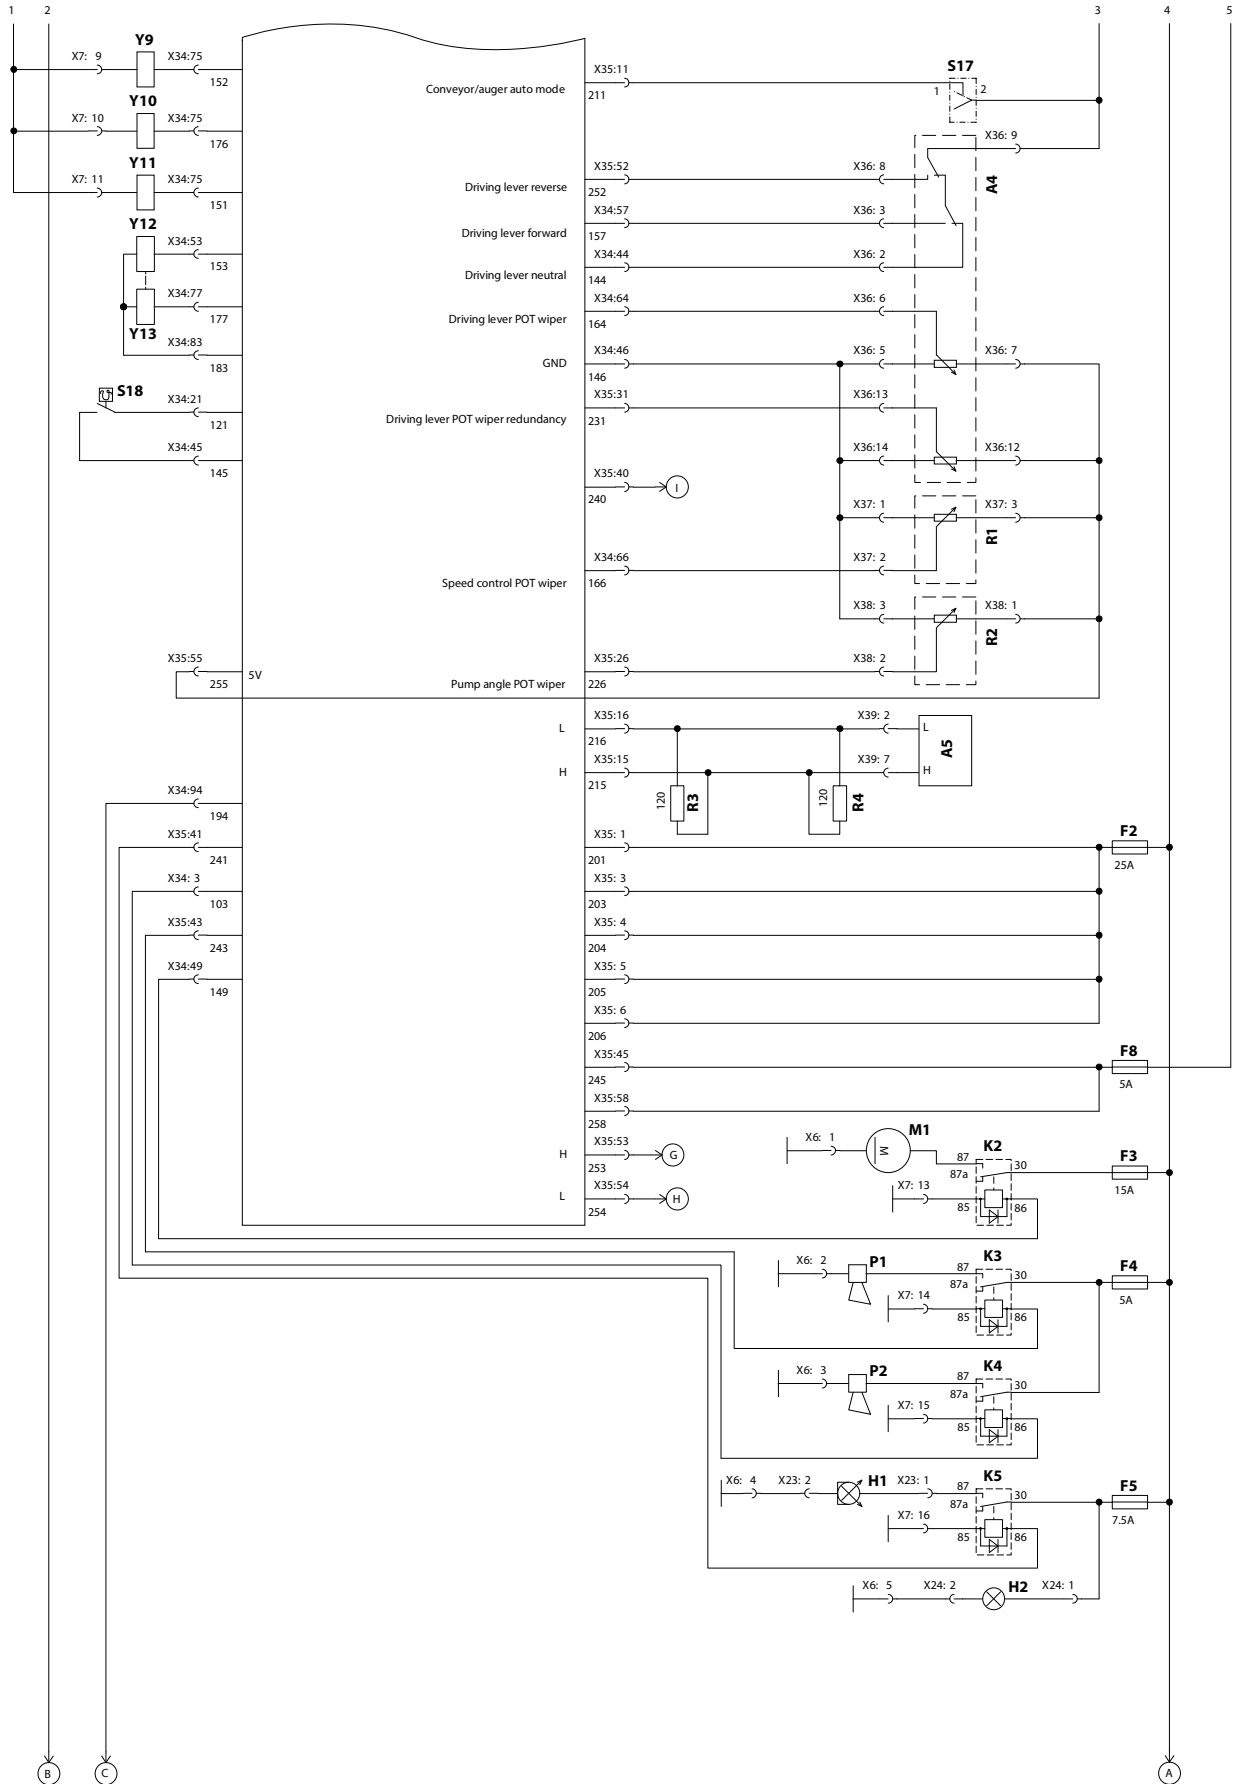 1 2 3 4 5
Y9
X7: 9 X34:75
152
Y10
X7: 10 X34:75
176
Y11
X7: 11 X34:75
151
Y12
X34:53
153
X34:77
177
Y13
X34:83
183
S18
X34:21
121
X34:45
145
X35:55
255
5V
X34:94
194
X35:41
241
X34: 3
103
X35:43
243
X34:49
149
Conveyor/auger auto mode
X35:11
211
S17
1 2
X36: 9
A4
Driving lever reverse
X35:52
252
X36: 8
Driving lever forward
X34:57
157
X36: 3
Driving lever neutral
X34:44
144
X36: 2
Driving lever POT wiper
X34:64
164
X36: 6
GND
X34:46
146
X36: 5
X36: 7
Driving lever POT wiper redundancy
X35:31
231
X36:13
X36:14
X36:12
X35:40
240
I
X37: 1
X37: 3
R1
Speed control POT wiper
X34:66
166
X37: 2
X38: 3
X38: 1
R2
Pump angle POT wiper
X35:26
226
X38: 2
L
X35:16
216
X39: 2
L
A5
H
X35:15
215
X39: 7
H
120
R3
120
R4
X35: 1
201
F2
25A
X35: 3
203
X35: 4
204
X35: 5
205
X35: 6
206
X35:45
245
F8
5A
X35:58
258
H
X35:53
253
G
L
X35:54
254
H
X6: 1
M1
M
K2
87
87a
30
X7: 13
85
86
F3
15A
X6: 2
P1
K3
87
87a
30
X7: 14
85
86
F4
5A
X6: 3
P2
K4
87
87a
30
X7: 15
85
86
X6: 4
X23: 2
H1
X23: 1
K5
87
87a
30
X7: 16
85
86
F5
7.5A
X6: 5
X24: 2
H2
X24: 1
B C A